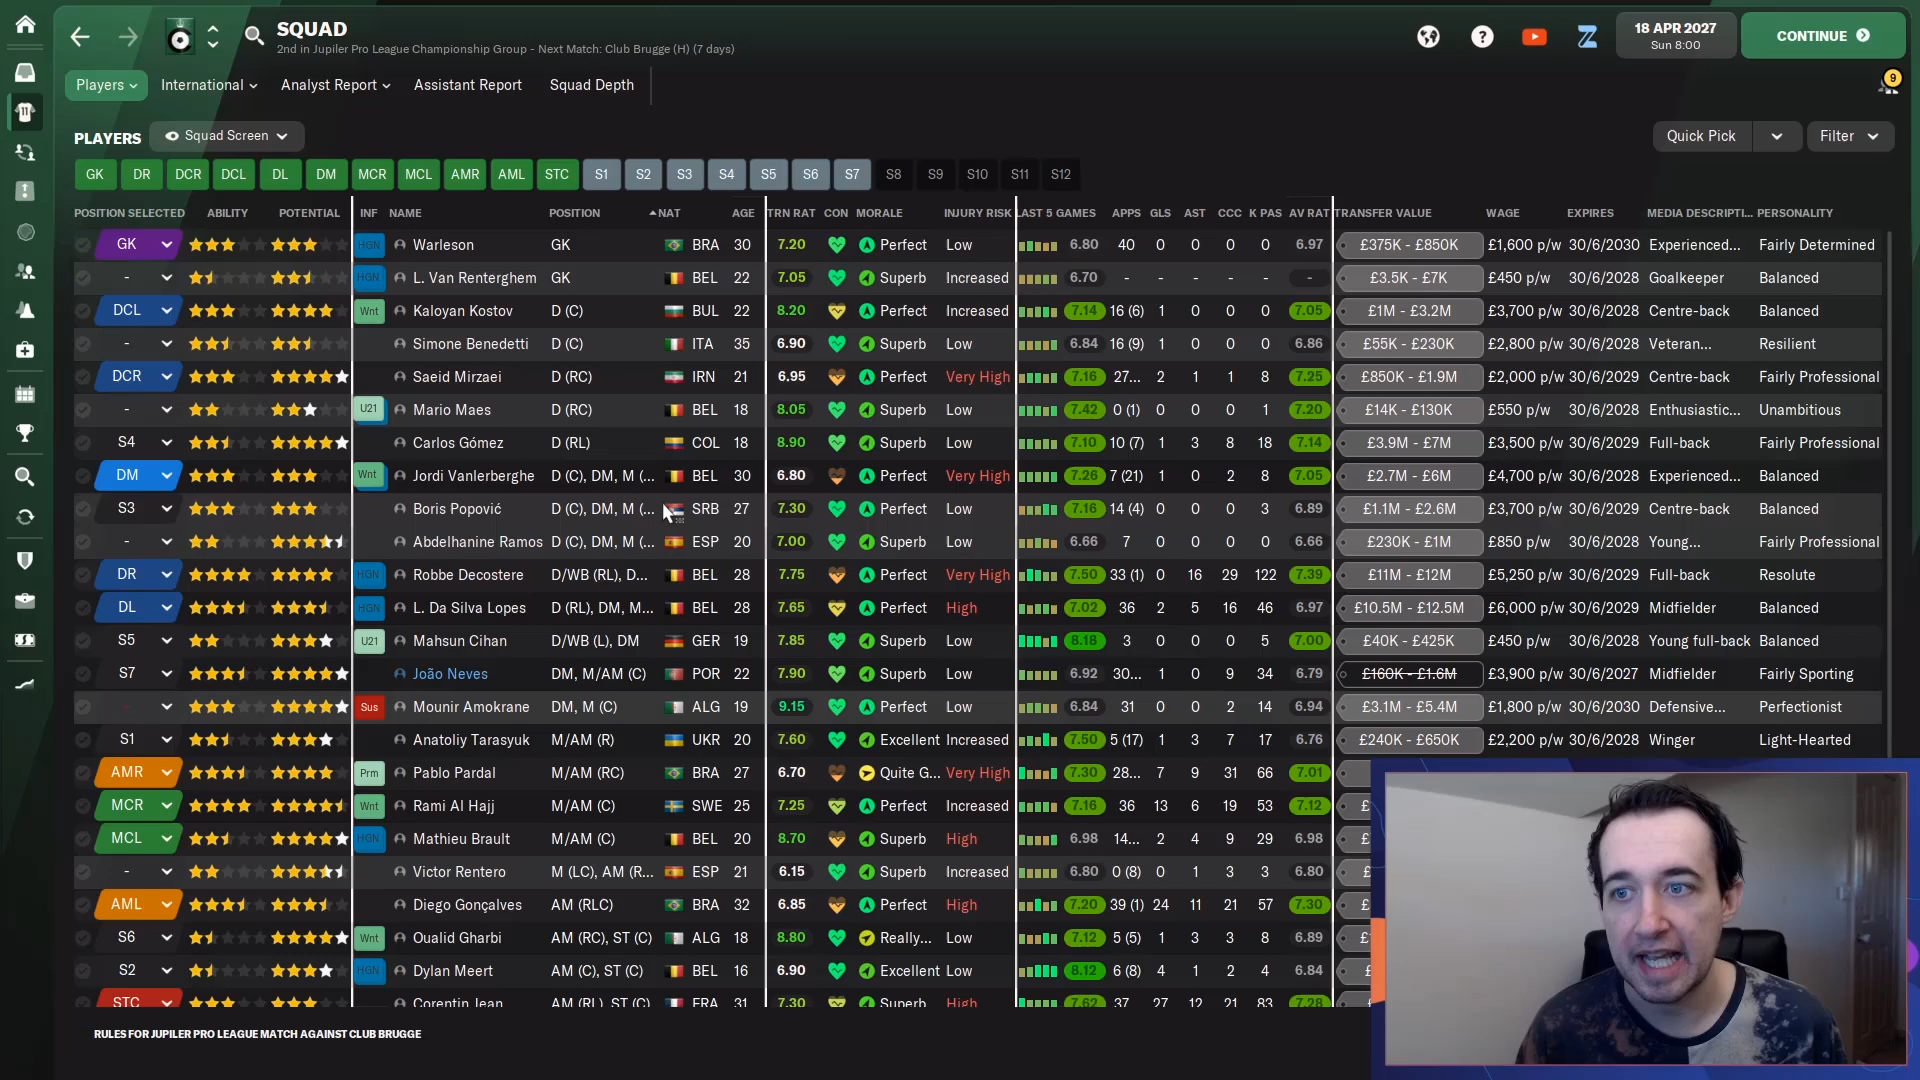 SQUAD
2nd in Jupiler Pro League Championship Group - Next Match: Club Brugge (H) (7 days)
18 APR 2027
Sun 8:00
CONTINUE
9
Players International Analyst Report Assistant Report Squad Depth
PLAYERS Squad Screen Quick Pick Filter
GK DR DCR DCL DL DM MCR MCL AMR AML STC S1 S2 S3 S4 S5 S6 S7 S8 S9 S10 S11 S12
POSITION SELECTED ABILITY POTENTIAL INF NAME POSITION NAT AGE TRN RAT CON MORALE INJURY RISK LAST 5 GAMES APPS GLS AST CCC K PAS AV RAT TRANSFER VALUE WAGE EXPIRES MEDIA DESCRIPTI... PERSONALITY
GK HGN Warleson GK BRA 30 7.20 Perfect Low 6.80 40 0 0 0 0 6.97 £375K - £850K £1,600 p/w 30/6/2030 Experienced... Fairly Determined
- HGN L. Van Renterghem GK BEL 22 7.05 Superb Increased 6.70 - - - - - - £3.5K - £7K £450 p/w 30/6/2028 Goalkeeper Balanced
DCL Wnt Kaloyan Kostov D (C) BUL 22 8.20 Perfect Increased 7.14 16 (6) 1 0 0 0 7.05 £1M - £3.2M £3,700 p/w 30/6/2028 Centre-back Balanced
- Simone Benedetti D (C) ITA 35 6.90 Superb Low 6.84 16 (9) 1 0 0 0 6.86 £55K - £230K £2,800 p/w 30/6/2028 Veteran... Resilient
DCR Saeid Mirzaei D (RC) IRN 21 6.95 Perfect Very High 7.16 27... 2 1 1 8 7.25 £850K - £1.9M £2,000 p/w 30/6/2029 Centre-back Fairly Professional
- U21 Mario Maes D (RC) BEL 18 8.05 Superb Low 7.42 0 (1) 0 0 0 1 7.20 £14K - £130K £550 p/w 30/6/2028 Enthusiastic... Unambitious
S4 Carlos Gómez D (RL) COL 18 8.90 Superb Low 7.10 10 (7) 1 3 8 18 7.14 £3.9M - £7M £3,500 p/w 30/6/2028 Full-back Fairly Professional
DM Wnt Jordi Vanlerberghe D (C), DM, M (... BEL 30 6.80 Perfect Very High 7.26 7 (21) 1 0 2 8 7.05 £2.7M - £6M £4,700 p/w 30/6/2028 Experienced... Balanced
S3 Boris Popović D (C), DM, M (... SRB 27 7.30 Perfect Low 7.16 14 (4) 0 0 0 3 6.89 £1.1M - £2.6M £3,700 p/w 30/6/2029 Centre-back Balanced
- Abdelhanine Ramos D (C), DM, M (... ESP 20 7.00 Superb Low 6.66 7 0 0 0 0 6.66 £230K - £1M £850 p/w 30/6/2028 Young... Fairly Professional
DR HGN Robbe Decostere D/WB (RL), D... BEL 28 7.75 Perfect Very High 7.50 33 (1) 0 16 29 122 7.39 £11M - £12M £5,250 p/w 30/6/2029 Full-back Resolute
DL HGN L. Da Silva Lopes D (RL), DM, M... BEL 28 7.65 Perfect High 7.02 36 2 5 16 46 6.97 £10.5M - £12.5M £6,000 p/w 30/6/2029 Midfielder Balanced
S5 U21 Mahsun Cihan D/WB (L), DM GER 19 7.85 Superb Low 8.18 3 0 0 0 5 7.00 £40K - £425K £450 p/w 30/6/2028 Young full-back Balanced
S7 João Neves DM, M/AM (C) POR 22 7.90 Superb Low 6.92 30... 1 0 9 34 6.79 £160K - £1.6M £3,900 p/w 30/6/2027 Midfielder Fairly Sporting
- Sus Mounir Amokrane DM, M (C) ALG 19 9.15 Perfect Low 6.84 31 0 0 2 14 6.94 £3.1M - £5.4M £1,800 p/w 30/6/2030 Defensive... Perfectionist
S1 Anatoliy Tarasyuk M/AM (R) UKR 20 7.60 Excellent Increased 7.50 5 (17) 1 3 7 17 6.76 £240K - £650K £2,200 p/w 30/6/2028 Winger Light-Hearted
AMR Prm Pablo Pardal M/AM (RC) BRA 27 6.70 Quite G... Very High 7.30 28... 7 9 31 66 7.01
MCR Wnt Rami Al Hajj M/AM (C) SWE 25 7.25 Perfect Increased 7.16 36 13 6 19 53 7.12 £
MCL HGN Mathieu Brault M/AM (C) BEL 20 8.70 Superb High 6.98 14... 2 4 9 29 6.98 £
- Victor Rentero M (LC), AM (R... ESP 21 6.15 Superb Increased 6.80 0 (8) 0 1 3 3 6.80 £
AML Diego Gonçalves AM (RLC) BRA 32 6.85 Perfect High 7.20 39 (1) 24 11 21 57 7.30 £
S6 Wnt Oualid Gharbi AM (RC), ST (C) ALG 18 8.80 Really... Low 7.12 5 (5) 1 3 3 8 6.89 £
S2 HGN Dylan Meert AM (C), ST (C) BEL 16 6.90 Excellent Low 8.12 6 (8) 4 1 2 4 6.84 £
STC Corentin Jean AM (RL), ST (C) FRA 31 7.30 Superb High 7.62 37 27 12 21 83 7.28 £
RULES FOR JUPILER PRO LEAGUE MATCH AGAINST CLUB BRUGGE